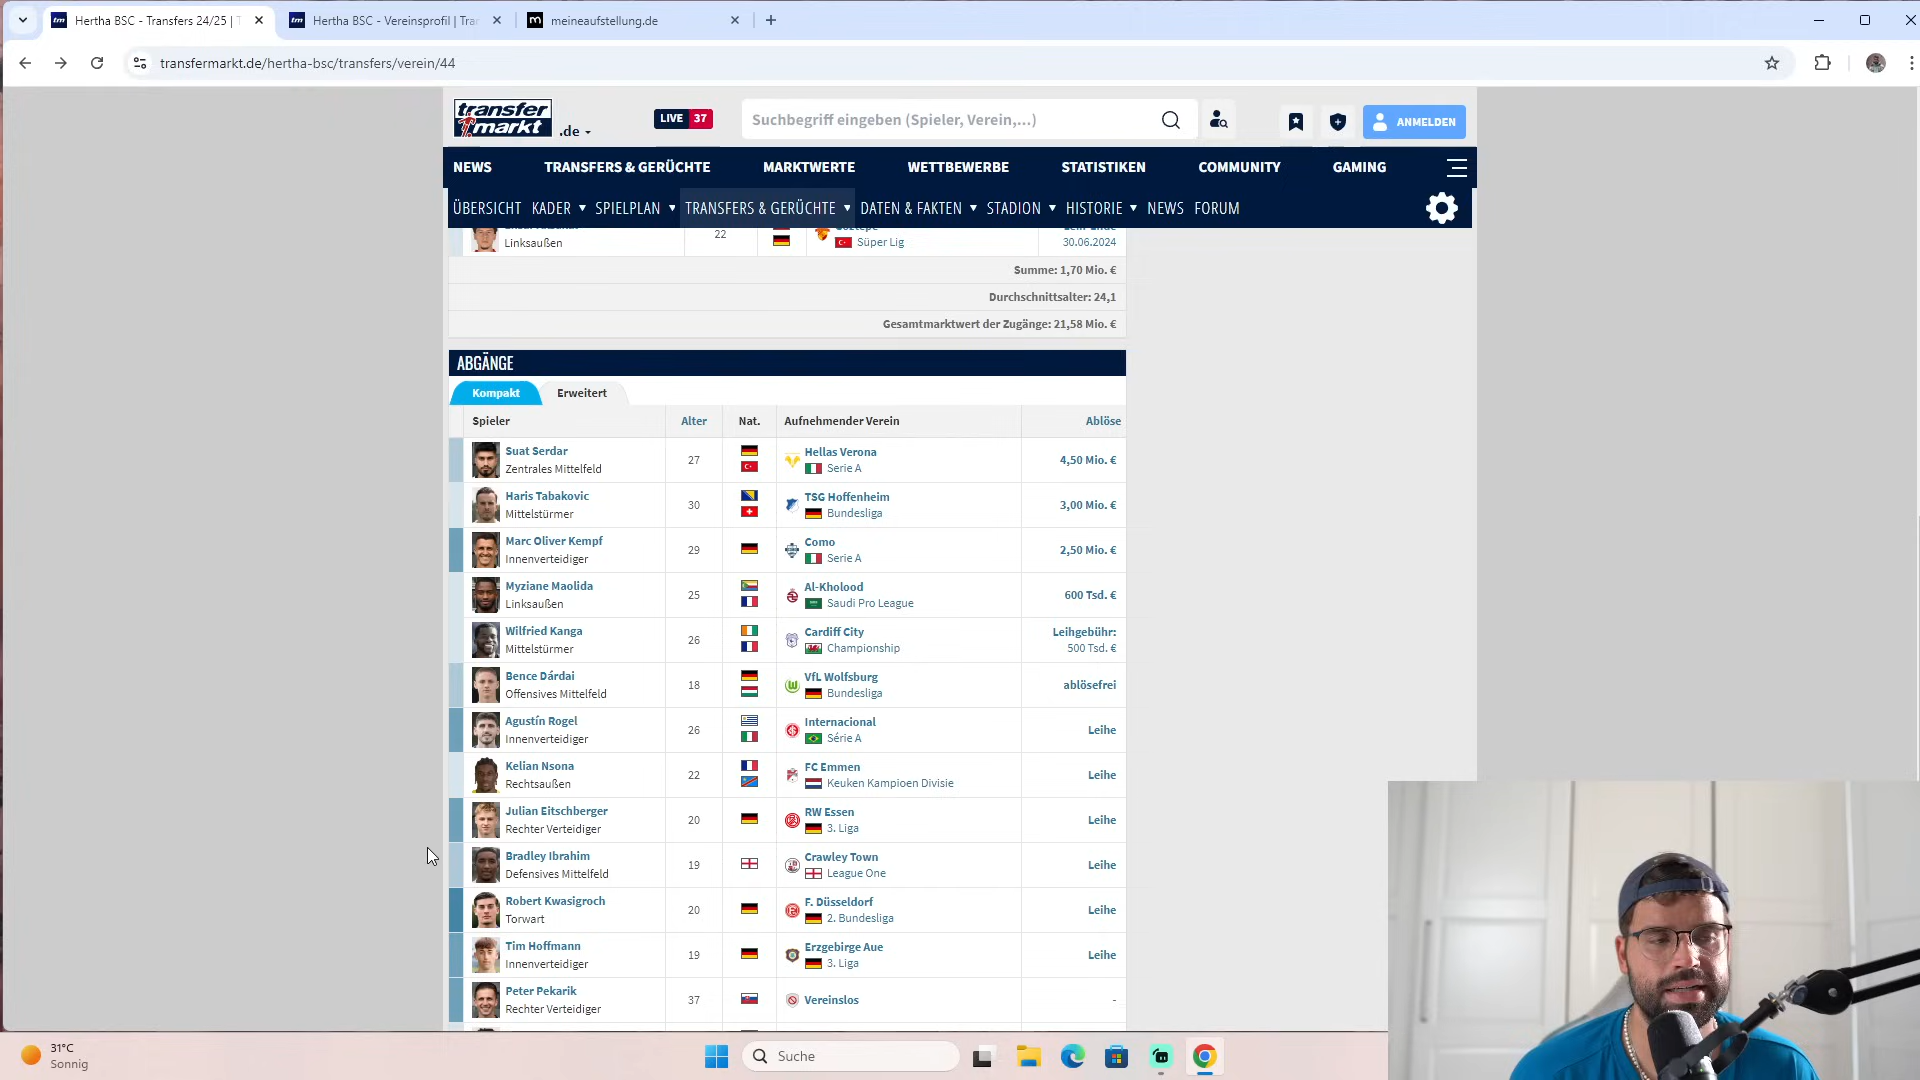 Hertha BSC - Transfers 24/25 | T
Hertha BSC - Vereinsprofil | Tra
meineaufstellung.de
transfermarkt.de/hertha-bsc/transfers/verein/44
transfer
markt
.de
LIVE 37
Suchbegriff eingeben (Spieler, Verein,...)
ANMELDEN
NEWS TRANSFERS & GERÜCHTE MARKTWERTE WETTBEWERBE STATISTIKEN COMMUNITY GAMING
ÜBERSICHT KADER SPIELPLAN TRANSFERS & GERÜCHTE DATEN & FAKTEN STADION HISTORIE NEWS FORUM
Linksaußen
22
Süper Lig
30.06.2024
Summe: 1,70 Mio. €
Durchschnittsalter: 24,1
Gesamtmarktwert der Zugänge: 21,58 Mio. €
ABGÄNGE
Kompakt Erweitert
Spieler Alter Nat. Aufnehmender Verein Ablöse
Suat Serdar
Zentrales Mittelfeld
27
Hellas Verona
Serie A
4,50 Mio. €
Haris Tabakovic
Mittelstürmer
30
TSG Hoffenheim
Bundesliga
3,00 Mio. €
Marc Oliver Kempf
Innenverteidiger
29
Como
Serie A
2,50 Mio. €
Myziane Maolida
Linksaußen
25
Al-Kholood
Saudi Pro League
600 Tsd. €
Wilfried Kanga
Mittelstürmer
26
Cardiff City
Championship
Leihgebühr:
500 Tsd. €
Bence Dárdai
Offensives Mittelfeld
18
VfL Wolfsburg
Bundesliga
ablösefrei
Agustín Rogel
Innenverteidiger
26
Internacional
Série A
Leihe
Kelian Nsona
Rechtsaußen
22
FC Emmen
Keuken Kampioen Divisie
Leihe
Julian Eitschberger
Rechter Verteidiger
20
RW Essen
3. Liga
Leihe
Bradley Ibrahim
Defensives Mittelfeld
19
Crawley Town
League One
Leihe
Robert Kwasigroch
Torwart
20
F. Düsseldorf
2. Bundesliga
Leihe
Tim Hoffmann
Innenverteidiger
19
Erzgebirge Aue
3. Liga
Leihe
Peter Pekarik
Rechter Verteidiger
37
Vereinslos
-
31°C
Sonnig
Suche